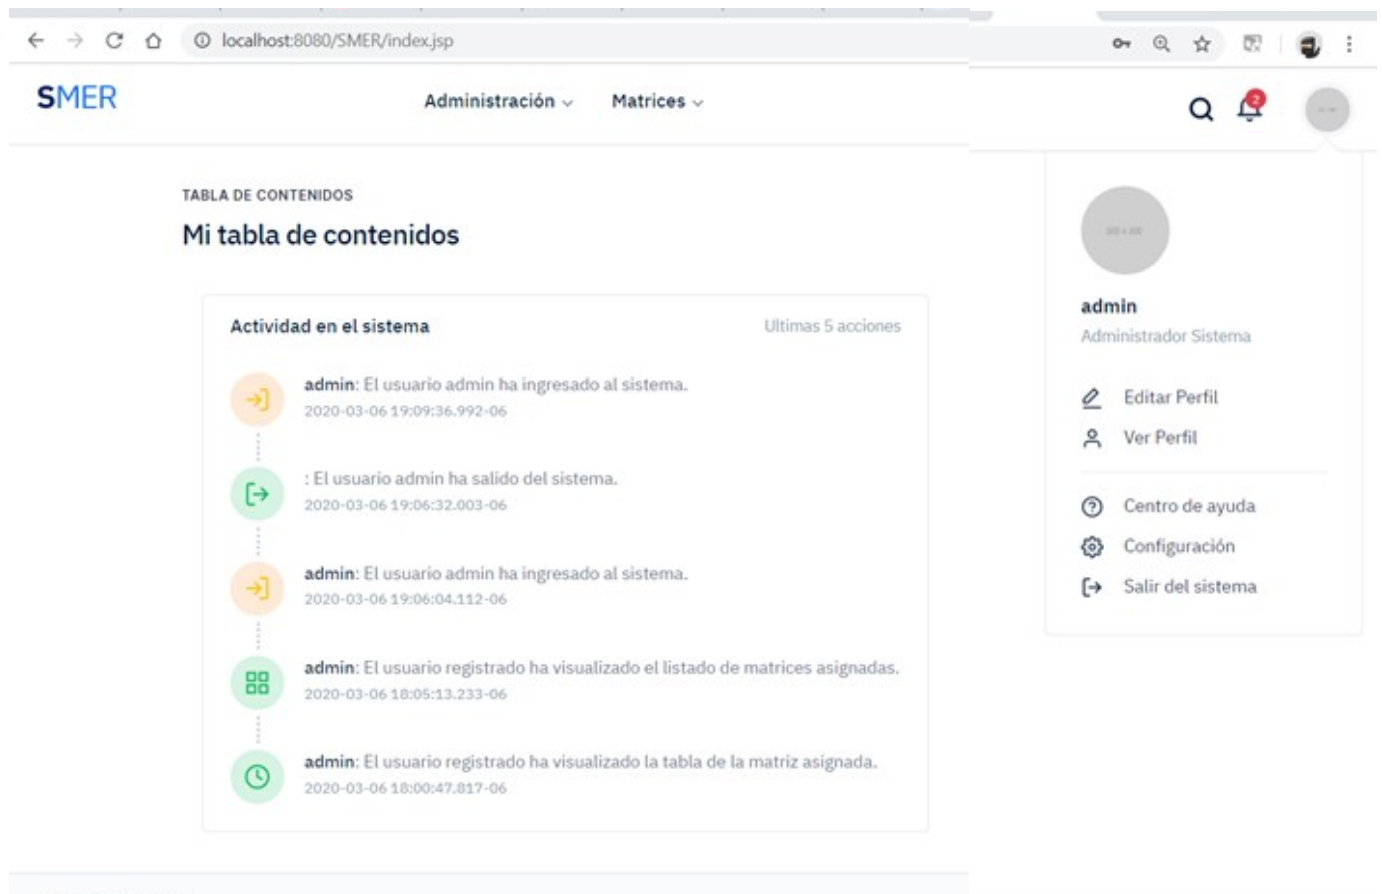 localhost:8080/SMER/index.jsp
SMER
Administración
Matrices
2
TABLA DE CONTENIDOS
Mi tabla de contenidos
Actividad en el sistema
Ultimas 5 acciones
admin: El usuario admin ha ingresado al sistema.
2020-03-06 19:09:36.992-06
: El usuario admin ha salido del sistema.
2020-03-06 19:06:32.003-06
admin: El usuario admin ha ingresado al sistema.
2020-03-06 19:06:04.112-06
admin: El usuario registrado ha visualizado el listado de matrices asignadas.
2020-03-06 18:05:13.233-06
admin: El usuario registrado ha visualizado la tabla de la matriz asignada.
2020-03-06 18:00:47.817-06
admin
Administrador Sistema
Editar Perfil
Ver Perfil
Centro de ayuda
Configuración
Salir del sistema